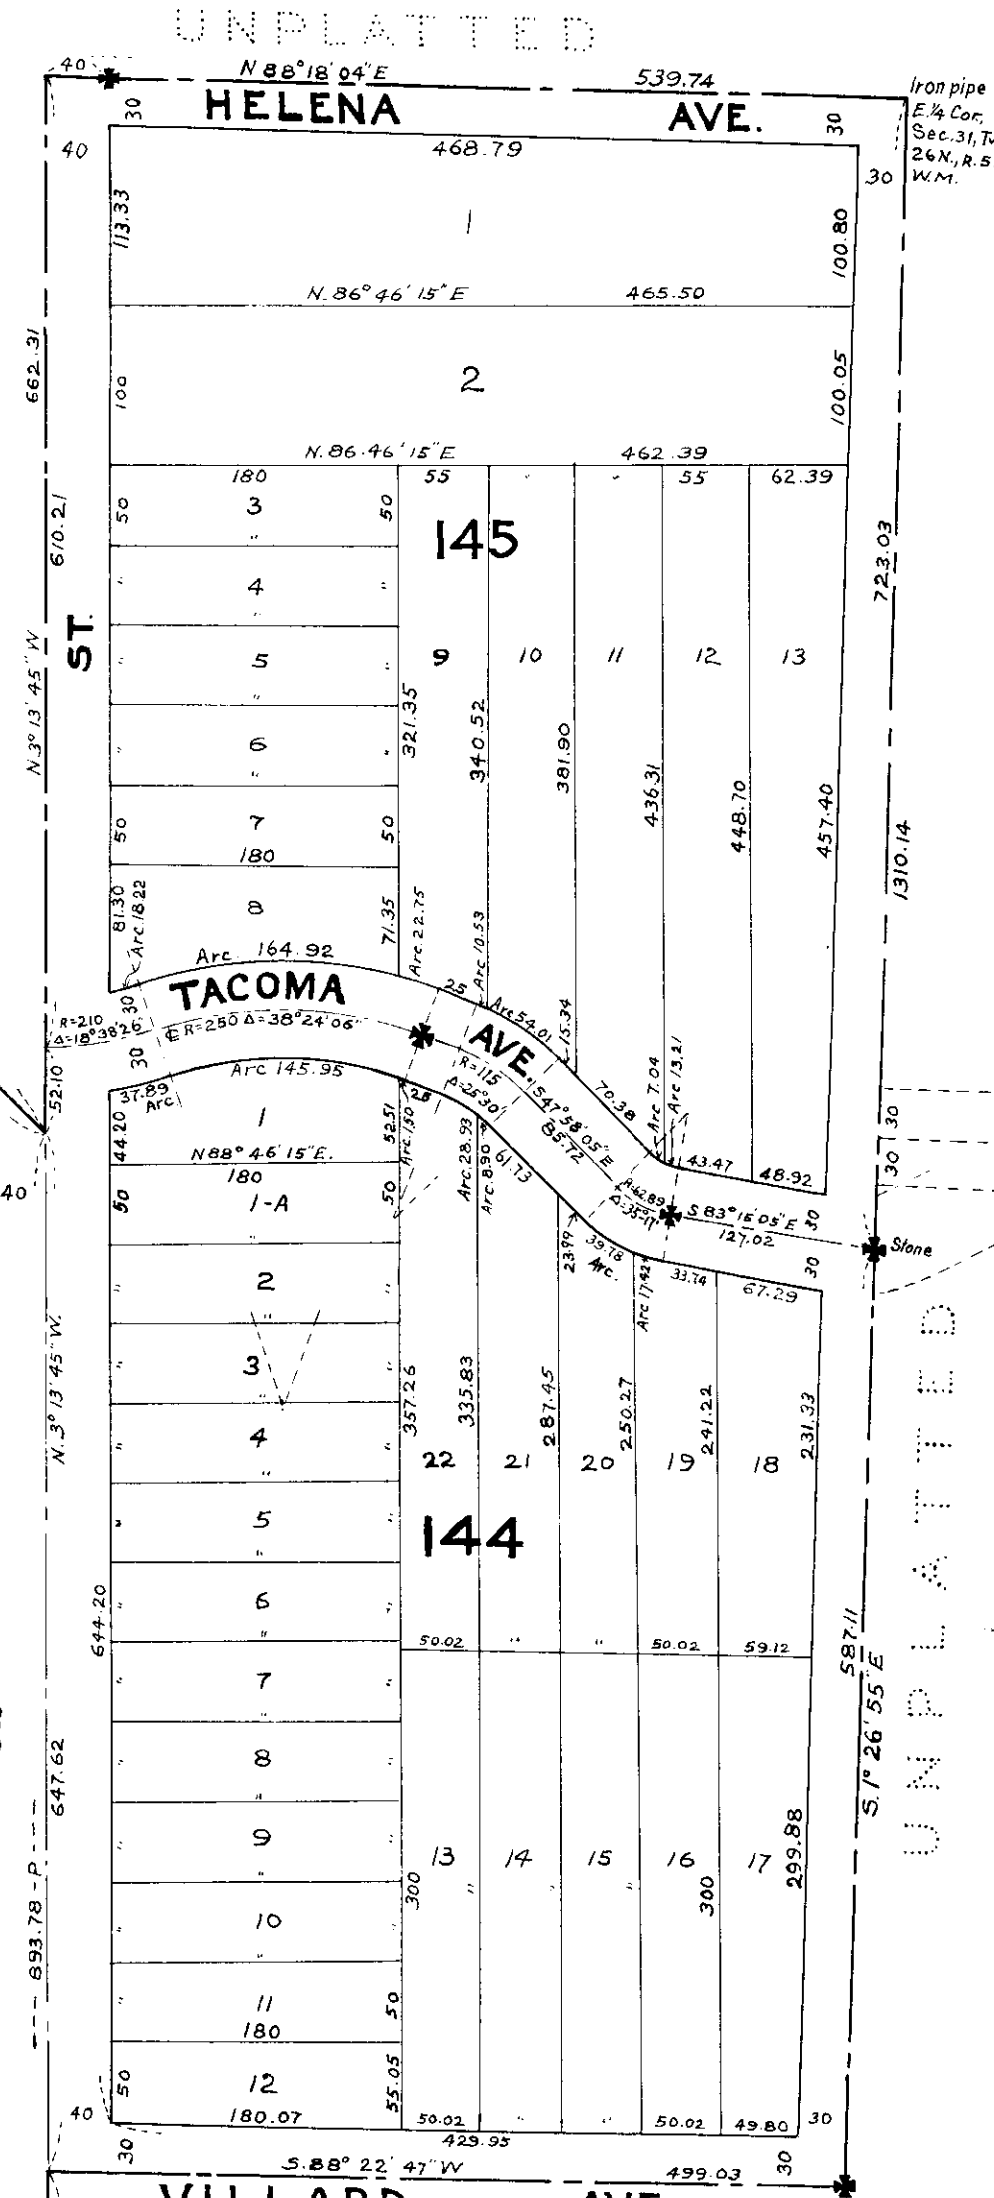 UNPLATTED
40 N 88° 18' 04" E 539.74
HELENA AVE.
Iron pipe
E.¼ Cor,
Sec. 31, Tw
26 N., R. 5
W.M.
30 30
40 468.79 30
113.33 1 100.80
N. 86° 46' 15" E 465.50
662.31
100 2 100.05
N. 86.46' 15" E 462.39
180 55 " " 55 62.39
610.21
50 3 50
"
145
" 4 "
"
723.03
ST.
" 5 "
"
9 10 11 12 13
N. 3° 13' 45" W
" 6 "
"
321.35 340.52 381.90 436.31 448.70 457.40
50 7 50
180
1310.14
81.30 Arc. 18.22 8 71.35 Arc. 22.75 Arc 10.53
Arc. 164.92
TACOMA AVE.
25 Arc 54.01 15.34
R=210
Δ=18°38'26
30 ₵ R=250 Δ=38°24'06"
30
R=115
Δ=25°30'
S 47° 58' 05" E
85.72
70.38 Arc 7.04 Arc 13.21
52.10
37.89
Arc
Arc 145.95
25
43.47 48.92
30
30
44.20 1 52.51 Arc 1.50
Arc. 28.93 Arc 8.90 61.73
N 88° 46' 15" E.
180
R=62.89
Δ=35°17'
S 83° 15' 05" E
127.02
30
30
Stone
40
50 1-A 50
"
23.99 39.78
Arc.
Arc 17.42 33.74 67.29
2
"
" 3 "
"
357.26 335.83 287.45 250.27 241.22 231.33
N. 3° 13' 45" W.
" 4 "
"
22 21 20 19 18
144
" 5 "
"
UNPLATTED
644.20
" 6 "
"
50.02 " " 50.02 59.12
587.11
S. 1° 26' 55" E
" 7 "
647.62
" 8 "
"
" 9 "
"
13 14 15 16 17
300 " " " 300 299.88
--- 893.78 - P ---
" 10 "
"
" 11 50
180
50 12 55.05
180.07
40 50.02 " " 50.02 49.80 30
429.95
30 S. 88° 22' 47" W 499.03 30
VILLARD AVE